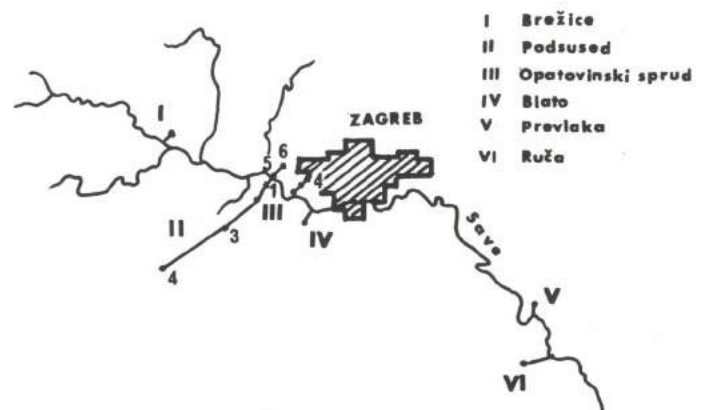 I Brežice
II Podsused
III Opatovinski sprud
IV Blato
V Prevlaka
VI Ruča
ZAGREB
I
5
6
1
4
III
II
3
4
IV
Save
V
VI